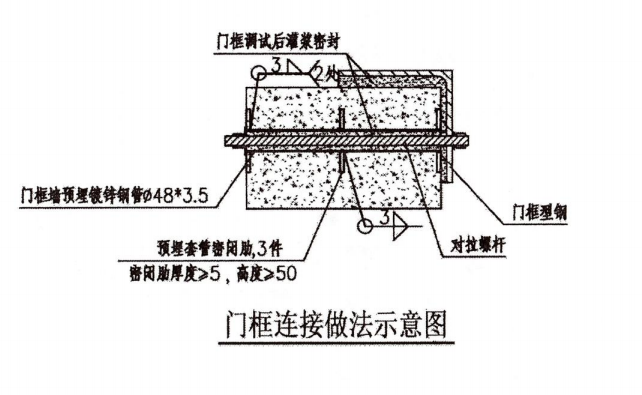 门框调试后灌浆密封
3 2处
门框墙预埋镀锌钢管ø48*3.5
门框型钢
3
预埋套管密闭肋,3件
对拉螺杆
密闭肋厚度≥5，高度≥50
门框连接做法示意图